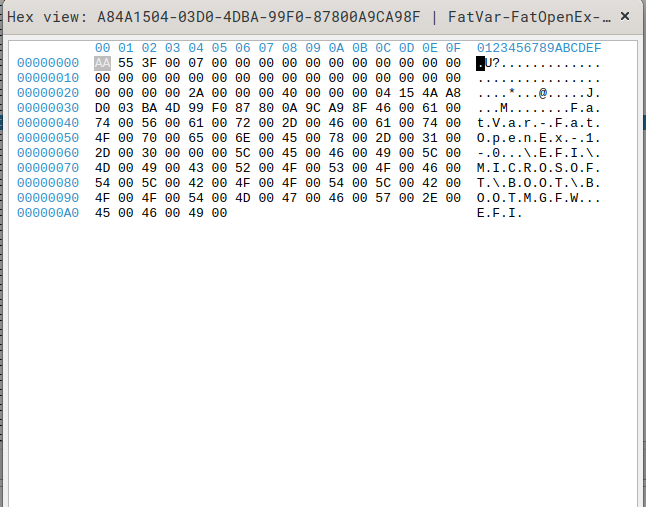 Hex view: A84A1504-03D0-4DBA-99F0-87800A9CA98F | FatVar-FatOpenEx-... ×
00 01 02 03 04 05 06 07 08 09 0A 0B 0C 0D 0E 0F 0123456789ABCDEF
00000000 AA 55 3F 00 07 00 00 00 00 00 00 00 00 00 00 00 .U?.............
00000010 00 00 00 00 00 00 00 00 00 00 00 00 00 00 00 00 ................
00000020 00 00 00 00 2A 00 00 00 40 00 00 00 04 15 4A A8 ....*...@.....J.
00000030 D0 03 BA 4D 99 F0 87 80 0A 9C A9 8F 46 00 61 00 ...M........F.a.
00000040 74 00 56 00 61 00 72 00 2D 00 46 00 61 00 74 00 t.V.a.r.-.F.a.t.
00000050 4F 00 70 00 65 00 6E 00 45 00 78 00 2D 00 31 00 O.p.e.n.E.x.-.1.
00000060 2D 00 30 00 00 00 5C 00 45 00 46 00 49 00 5C 00 -.0...\.E.F.I.\.
00000070 4D 00 49 00 43 00 52 00 4F 00 53 00 4F 00 46 00 M.I.C.R.O.S.O.F.
00000080 54 00 5C 00 42 00 4F 00 4F 00 54 00 5C 00 42 00 T.\.B.O.O.T.\.B.
00000090 4F 00 4F 00 54 00 4D 00 47 00 46 00 57 00 2E 00 O.O.T.M.G.F.W...
000000A0 45 00 46 00 49 00 E.F.I.